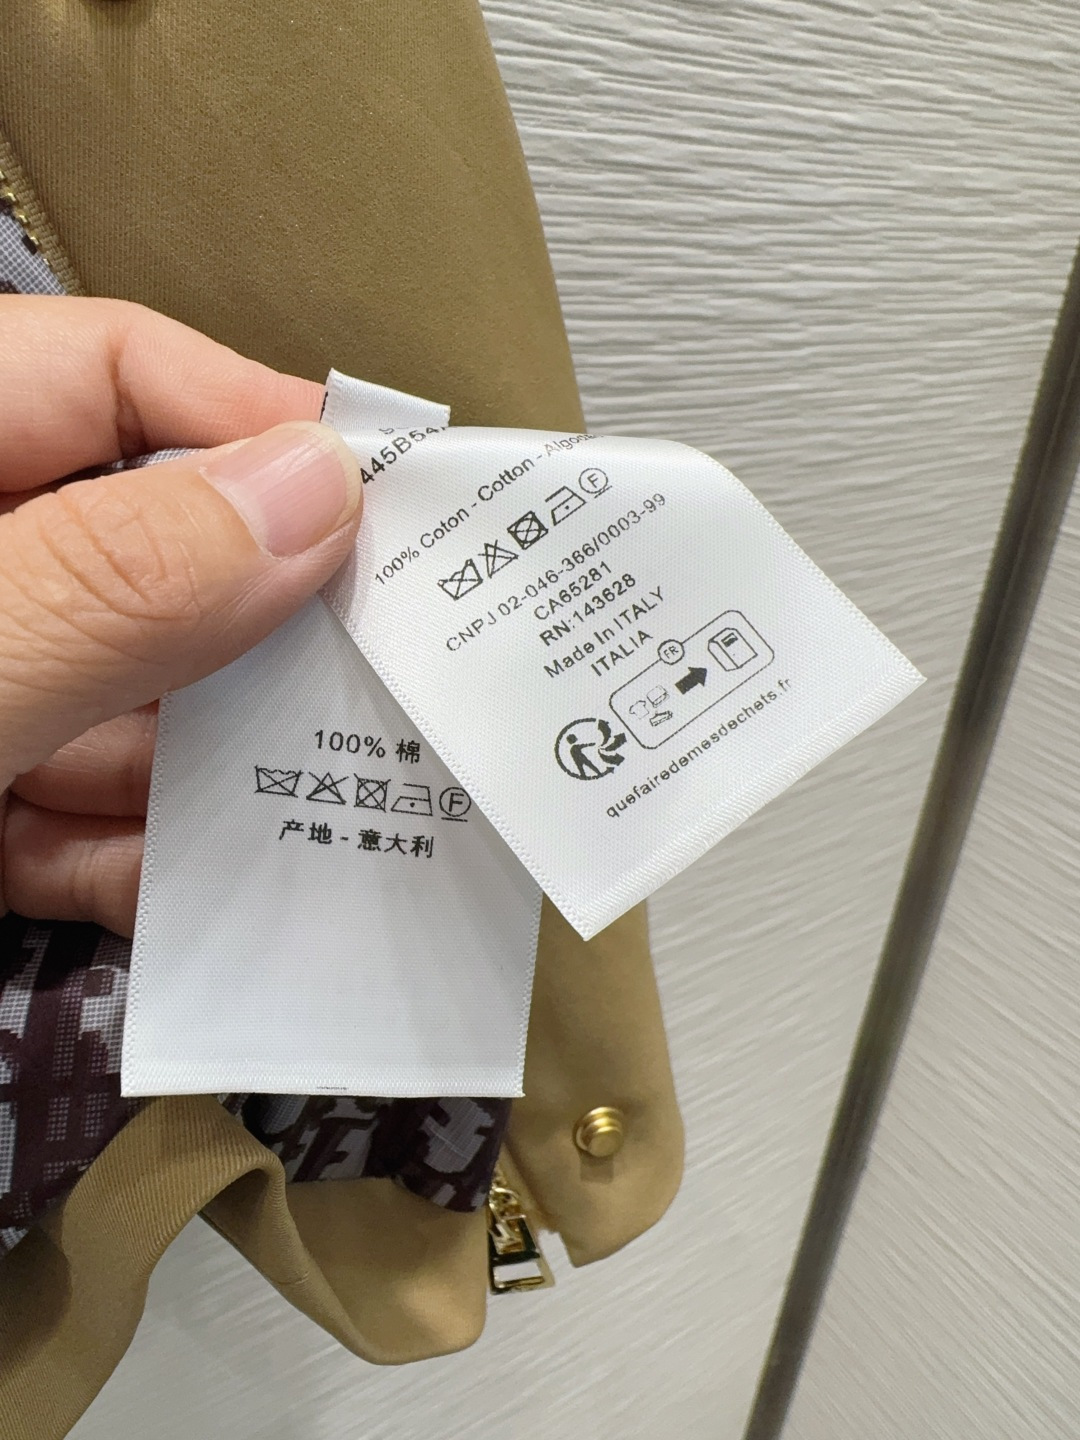 445B54
100% Coton - Cotton - Algod
F
CNPJ 02-046-366/0003-99
CA65281
RN:143628
Made In ITALY
ITALIA
FR
quefairedemesdechets.fr
100% 棉
F
产地 - 意大利